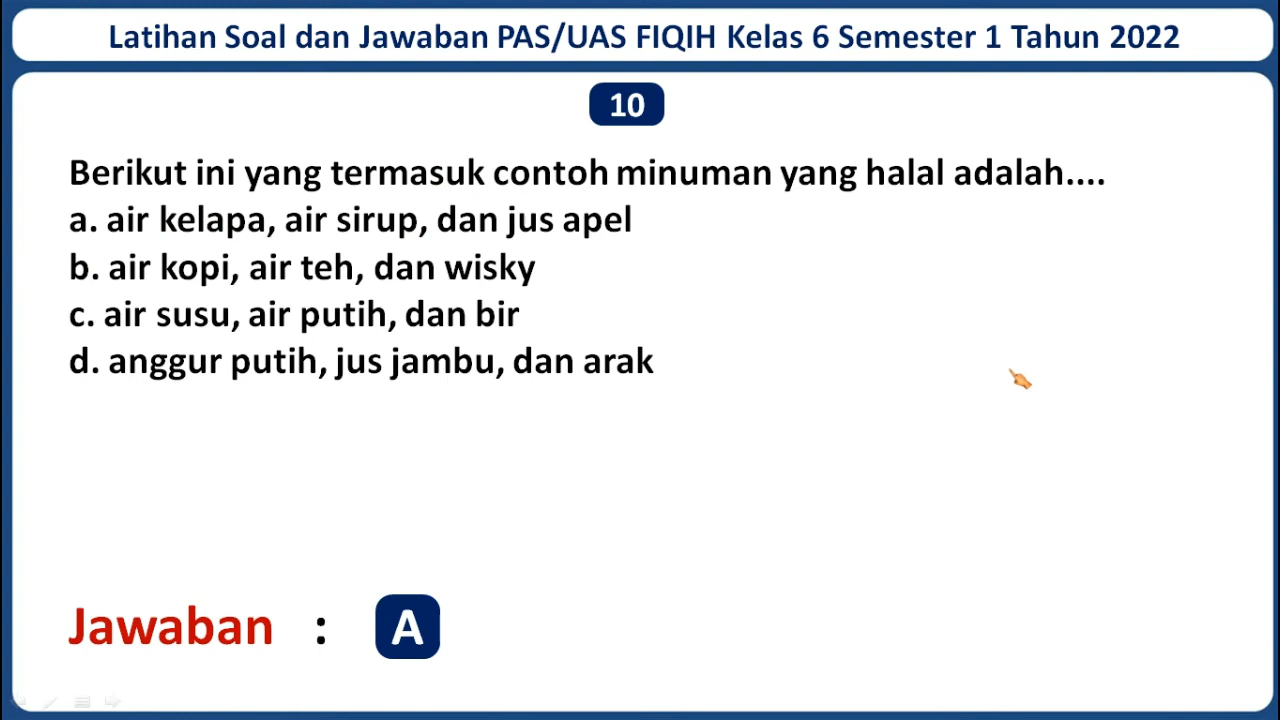 Latihan Soal dan Jawaban PAS/UAS FIQIH Kelas 6 Semester 1 Tahun 2022
10
Berikut ini yang termasuk contoh minuman yang halal adalah....
a. air kelapa, air sirup, dan jus apel
b. air kopi, air teh, dan wisky
c. air susu, air putih, dan bir
d. anggur putih, jus jambu, dan arak
Jawaban : A